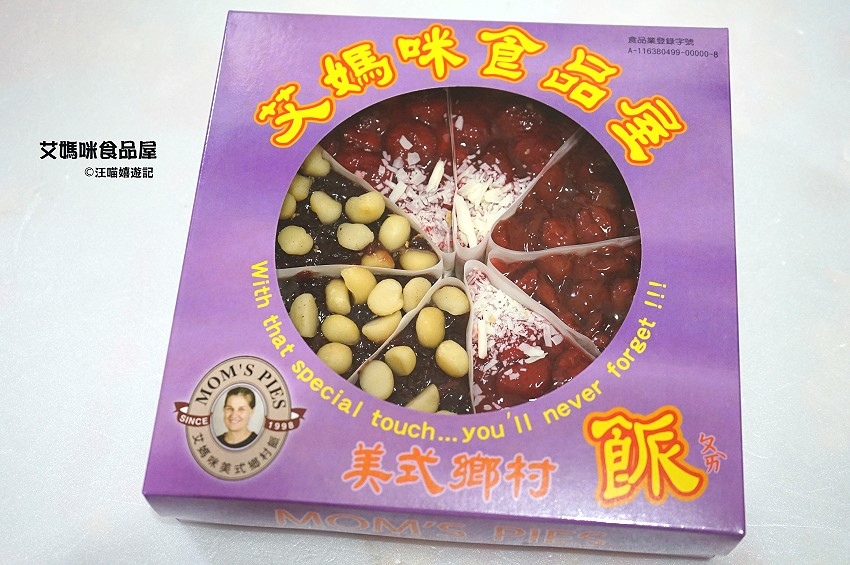 食品業登錄字號
A-116380499-00000-8
艾媽咪食品屋
艾媽咪食品屋
©汪喵嬉遊記
With that special touch...you'll never forget !!!
MOM'S PIES
SINCE 1998
艾媽咪美式鄉村派
美式鄉村
ㄆㄞˋ
MOM'S PIES